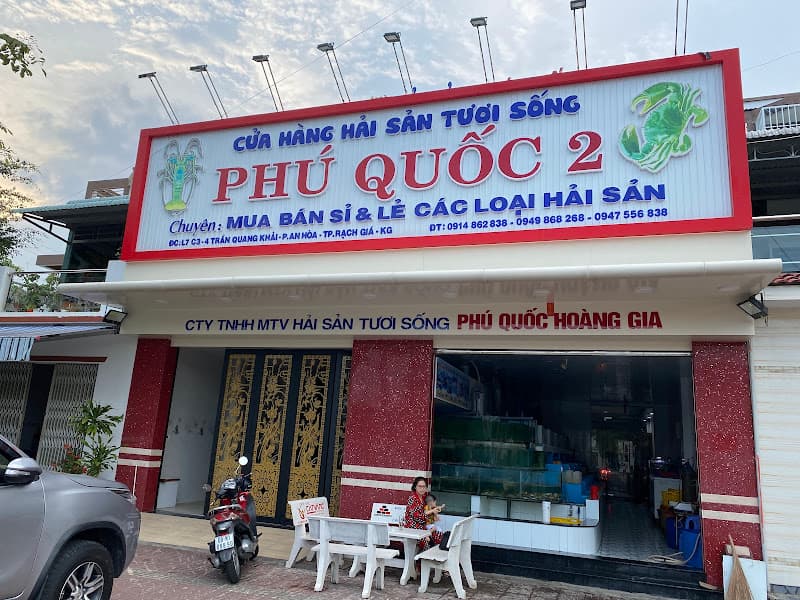 CỬA HÀNG HẢI SẢN TƯƠI SỐNG
PHÚ QUỐC 2
Chuyên : MUA BÁN SỈ & LẺ CÁC LOẠI HẢI SẢN
ĐC: L7 C3-4 TRẦN QUANG KHẢI - P.AN HÒA - TP.RẠCH GIÁ - KG
ĐT: 0914 862 838 - 0949 868 268 - 0947 556 838
CTY TNHH MTV HẢI SẢN TƯƠI SỐNG PHÚ QUỐC HOÀNG GIA